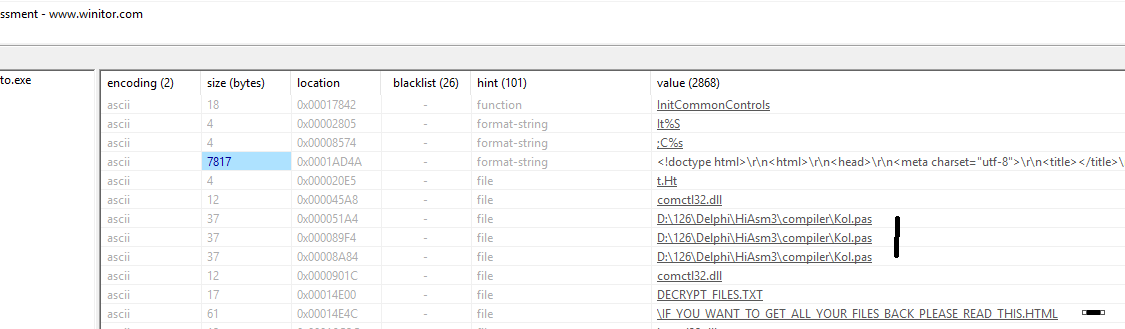 ssment - www.winitor.com
to.exe
encoding (2) size (bytes) location blacklist (26) hint (101) value (2868)
ascii 18 0x00017842 - function InitCommonControls
ascii 4 0x00002805 - format-string It%S
ascii 4 0x00008574 - format-string ;C%s
ascii 7817 0x0001AD4A - format-string <!doctype html>\r\n<html>\r\n<head>\r\n<meta charset="utf-8">\r\n<title></title>\
ascii 4 0x000020E5 - file t.Ht
ascii 12 0x000045A8 - file comctl32.dll
ascii 37 0x000051A4 - file D:\126\Delphi\HiAsm3\compiler\Kol.pas
ascii 37 0x000089F4 - file D:\126\Delphi\HiAsm3\compiler\Kol.pas
ascii 37 0x00008A84 - file D:\126\Delphi\HiAsm3\compiler\Kol.pas
ascii 12 0x0000901C - file comctl32.dll
ascii 17 0x00014E00 - file DECRYPT_FILES.TXT
ascii 61 0x00014E4C - file \IF_YOU_WANT_TO_GET_ALL_YOUR_FILES_BACK_PLEASE_READ_THIS.HTML